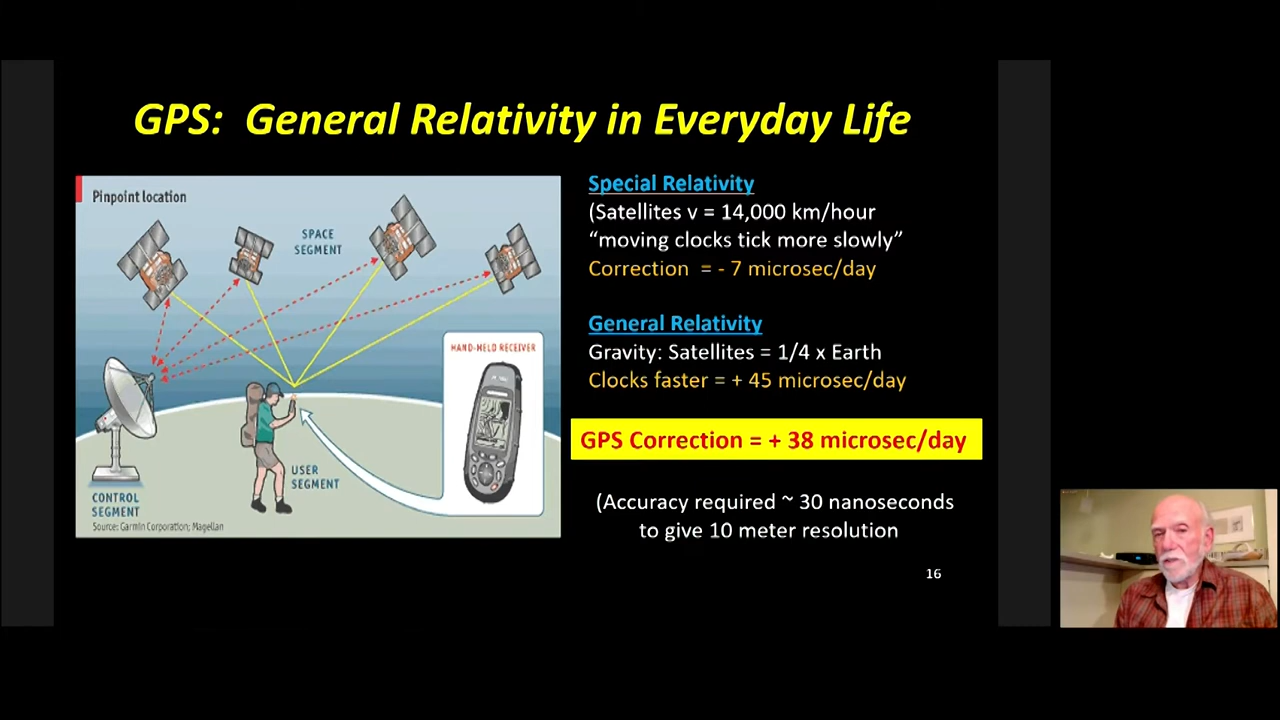 GPS:  General Relativity in Everyday Life
Pinpoint location
SPACE
SEGMENT
HAND-HELD RECEIVER
USER
SEGMENT
CONTROL
SEGMENT
Source: Garmin Corporation; Magellan
Special Relativity
(Satellites v = 14,000 km/hour
“moving clocks tick more slowly”
Correction  = - 7 microsec/day
General Relativity
Gravity: Satellites = 1/4 x Earth
Clocks faster = + 45 microsec/day
GPS Correction = + 38 microsec/day
(Accuracy required ~ 30 nanoseconds
to give 10 meter resolution
16